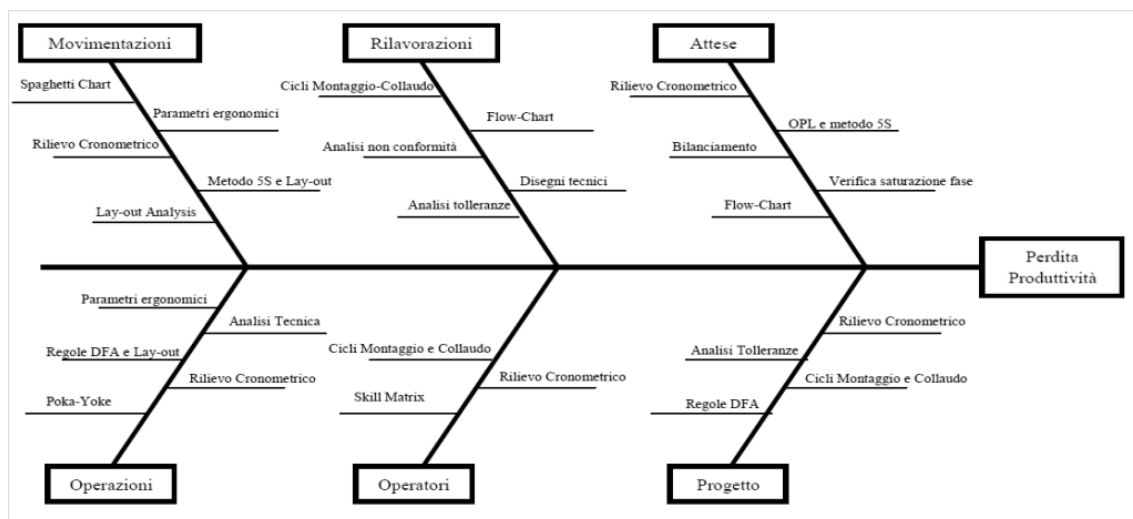 Movimentazioni
Rilavorazioni
Attese
Spaghetti Chart
Parametri ergonomici
Rilievo Cronometrico
Metodo 5S e Lay-out
Lay-out Analysis
Cicli Montaggio-Collaudo
Flow-Chart
Analisi non conformità
Disegni tecnici
Analisi tolleranze
Rilievo Cronometrico
OPL e metodo 5S
Bilanciamento
Verifica saturazione fase
Flow-Chart
Perdita
Produttività
Parametri ergonomici
Analisi Tecnica
Regole DFA e Lay-out
Rilievo Cronometrico
Poka-Yoke
Cicli Montaggio e Collaudo
Rilievo Cronometrico
Skill Matrix
Rilievo Cronometrico
Analisi Tolleranze
Cicli Montaggio e Collaudo
Regole DFA
Operazioni
Operatori
Progetto